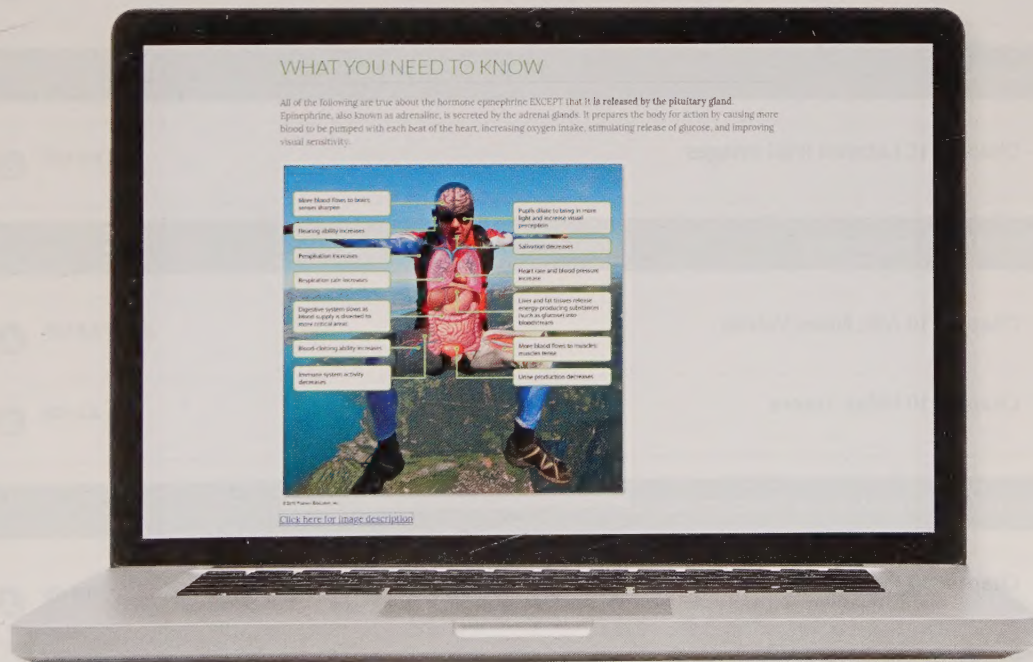 WHAT YOU NEED TO KNOW
All of the following are true about the hormone epinephrine EXCEPT that it is released by the pituitary gland.
Epinephrine, also known as adrenaline, is secreted by the adrenal glands. It prepares the body for action by causing more
blood to be pumped with each beat of the heart, increasing oxygen intake, stimulating release of glucose, and improving
visual sensitivity.
More blood flows to brain;
senses sharpen
Hearing ability increases
Perspiration increases
Respiration rate increases
Digestive system slows as
blood supply is diverted to
more critical areas
Blood-clotting ability increases
Immune system activity
decreases
Pupils dilate to bring in more
light and increase visual
perception
Salivation decreases
Heart rate and blood pressure
increase
Liver and fat tissues release
energy-producing substances
(such as glucose) into
bloodstream
More blood flows to muscles;
muscles tense
Urine production decreases
Click here for image description